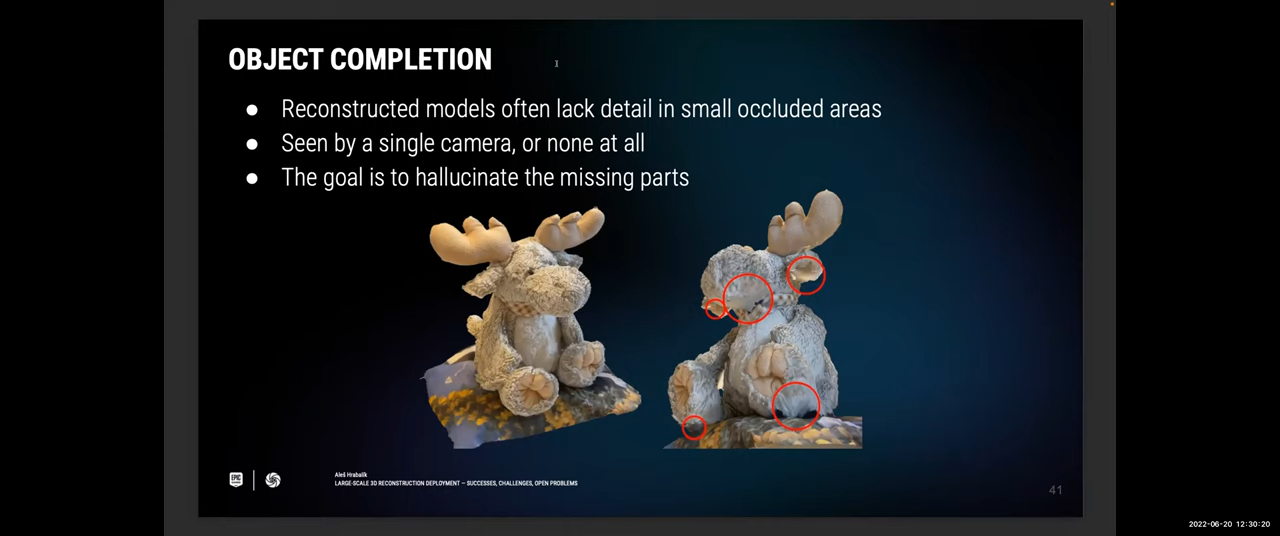 OBJECT COMPLETION
● Reconstructed models often lack detail in small occluded areas
● Seen by a single camera, or none at all
● The goal is to hallucinate the missing parts
EPIC
Aleš Hrabalík
LARGE-SCALE 3D RECONSTRUCTION DEPLOYMENT – SUCCESSES, CHALLENGES, OPEN PROBLEMS
41
2022-06-20 12:30:20